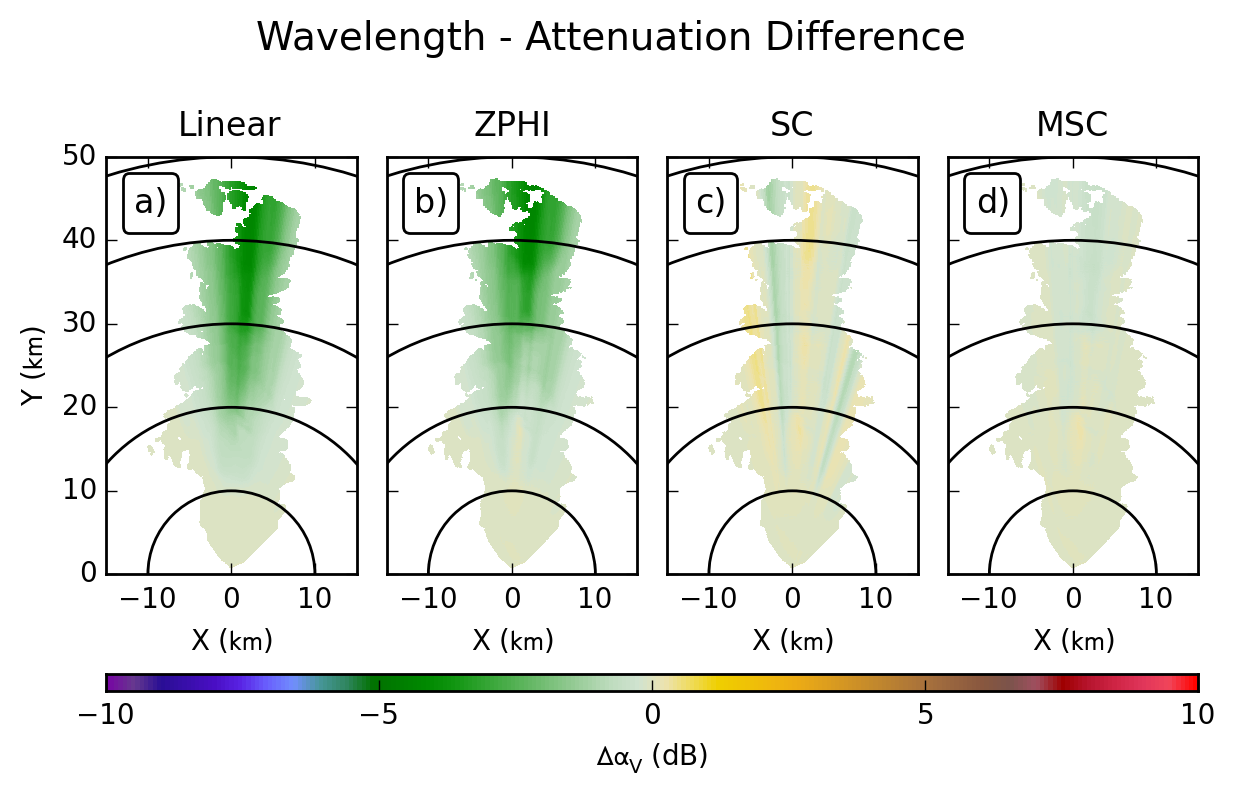 Wavelength - Attenuation Difference
Linear ZPHI SC MSC
a) b) c) d)
50
40
30
20
10
0
Y (km)
−10 0 10 −10 0 10 −10 0 10 −10 0 10
X (km) X (km) X (km) X (km)
−10 −5 0 5 10
Δα_V (dB)